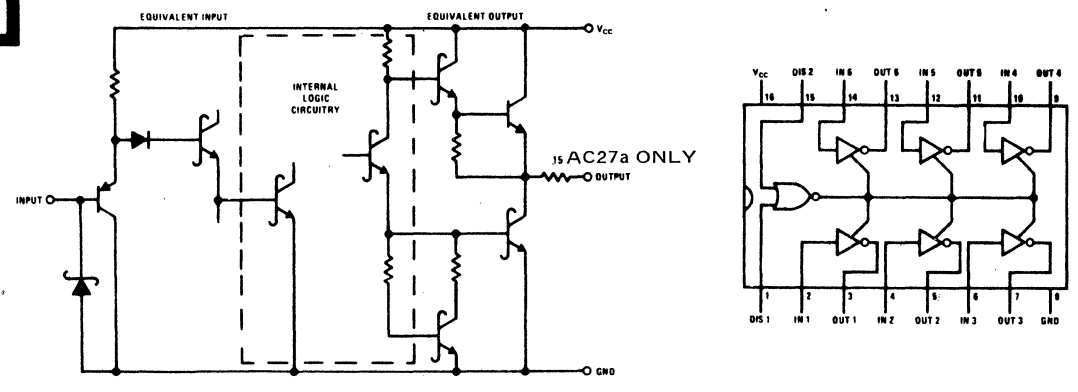 EQUIVALENT INPUT
EQUIVALENT OUTPUT
VCC
INTERNAL
LOGIC
CIRCUITRY
15 AC27a ONLY
OUTPUT
INPUT
GND
VCC DIS 2 IN 6 OUT 6 IN 5 OUT 5 IN 4 OUT 4
16 15 14 13 12 11 10 9
1 2 3 4 5 6 7 8
DIS 1 IN 1 OUT 1 IN 2 OUT 2 IN 3 OUT 3 GND